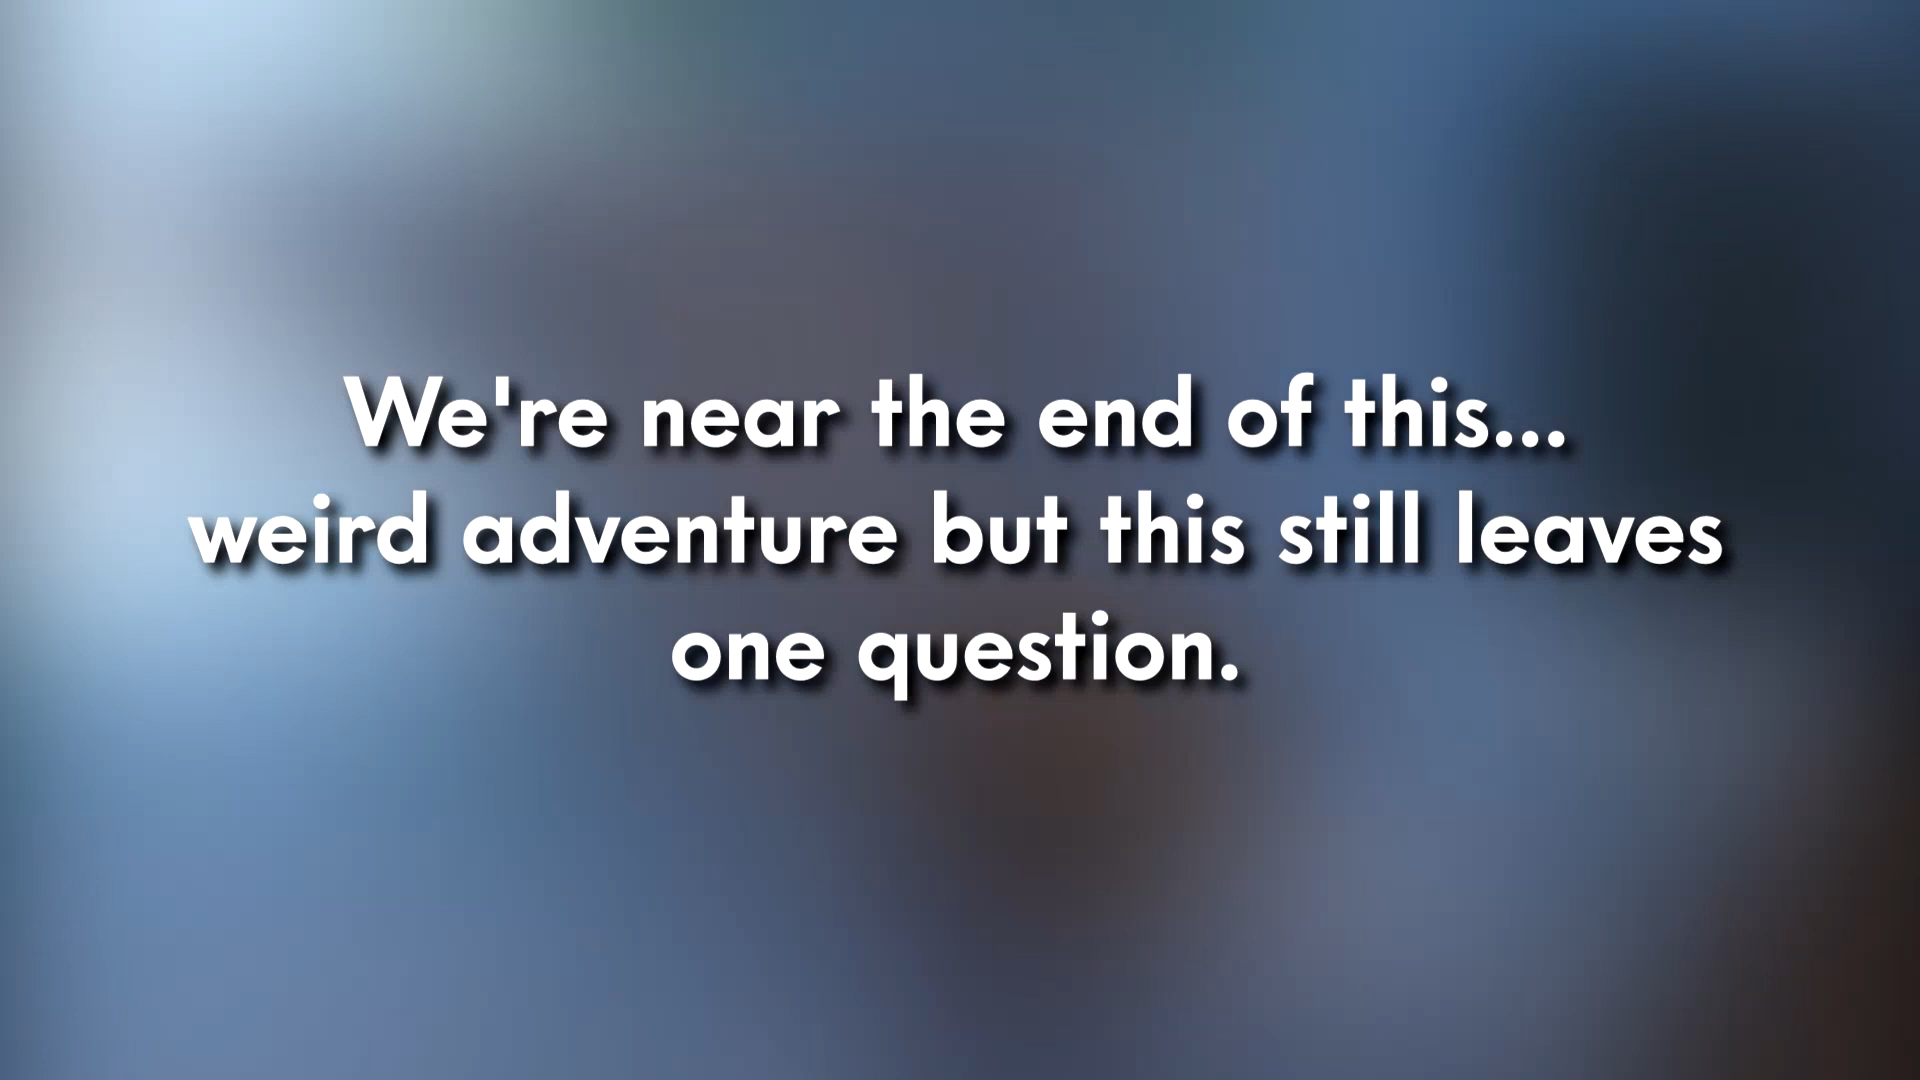 We're near the end of this...
weird adventure but this still leaves
one question.